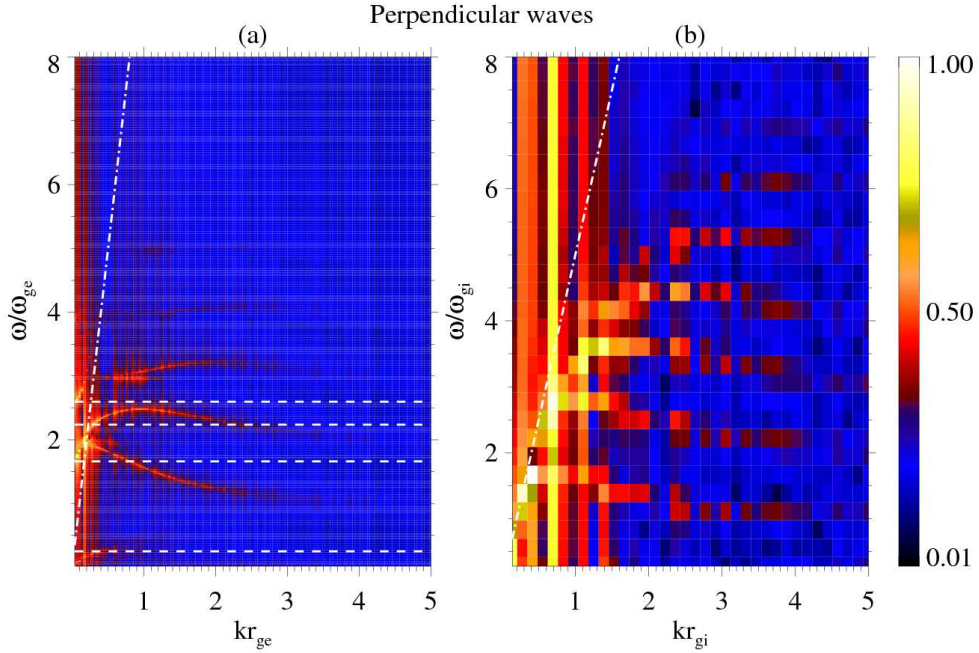 Perpendicular waves
(a)
(b)
8
6
4
2
ω/ω_ge
1 2 3 4 5
kr_ge
8
6
4
2
ω/ω_gi
1 2 3 4 5
kr_gi
1.00
0.50
0.01